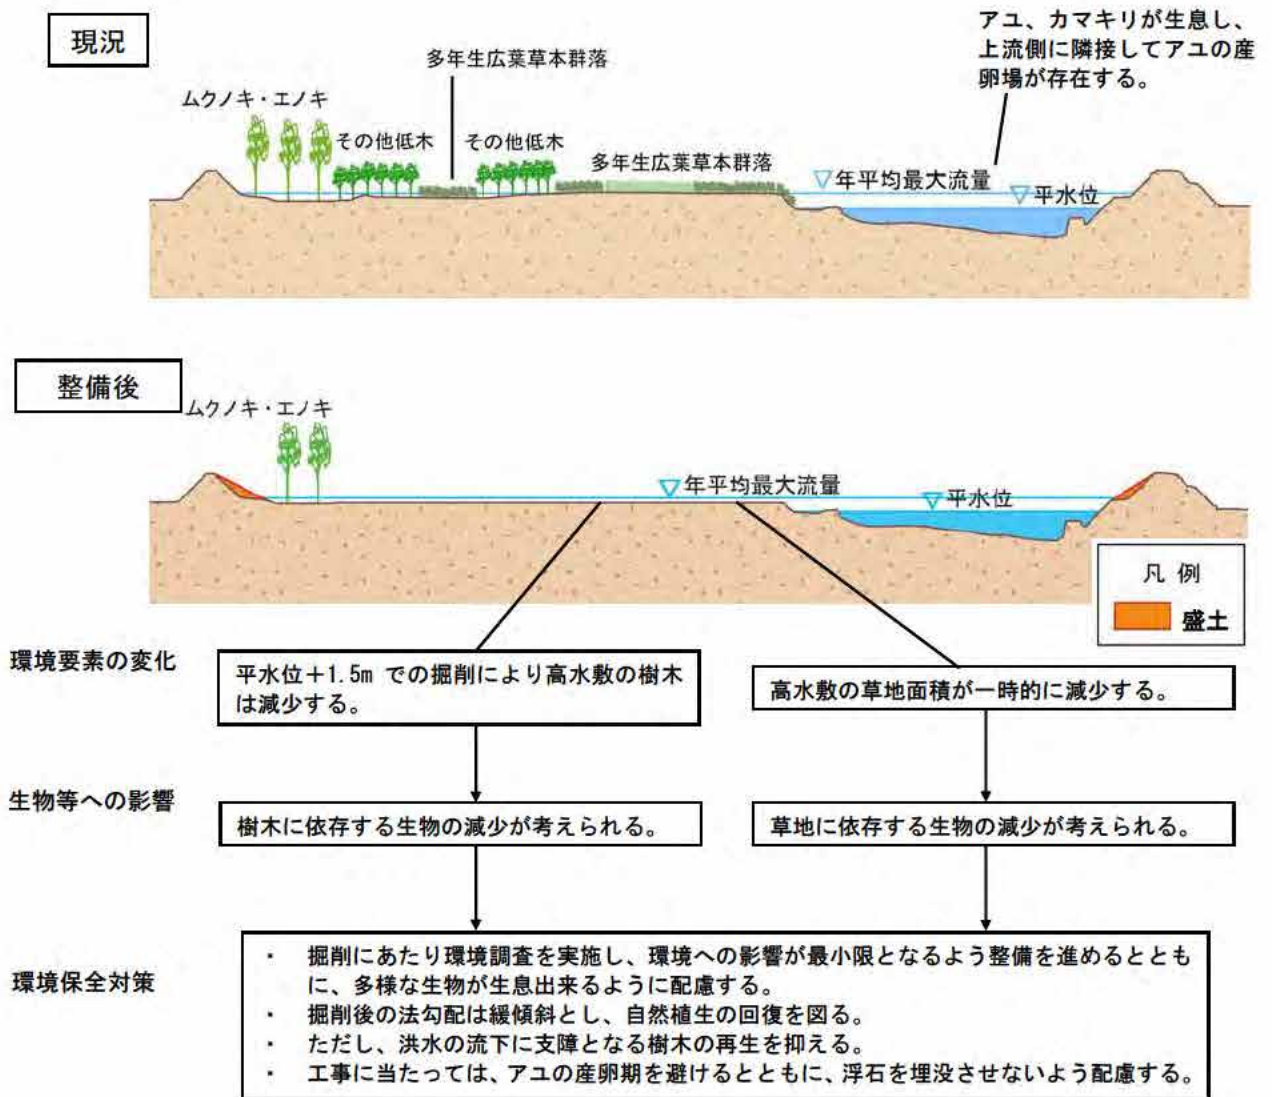 現況
アユ、カマキリが生息し、
上流側に隣接してアユの産
卵場が存在する。
多年生広葉草本群落
ムクノキ・エノキ
その他低木
その他低木
多年生広葉草本群落
年平均最大流量
平水位
整備後
ムクノキ・エノキ
年平均最大流量
平水位
凡 例
盛土
環境要素の変化
平水位＋1.5m での掘削により高水敷の樹木
は減少する。
高水敷の草地面積が一時的に減少する。
生物等への影響
樹木に依存する生物の減少が考えられる。
草地に依存する生物の減少が考えられる。
環境保全対策
・ 掘削にあたり環境調査を実施し、環境への影響が最小限となるよう整備を進めるととも
に、多様な生物が生息出来るように配慮する。
・ 掘削後の法勾配は緩傾斜とし、自然植生の回復を図る。
・ ただし、洪水の流下に支障となる樹木の再生を抑える。
・ 工事に当たっては、アユの産卵期を避けるとともに、浮石を埋没させないよう配慮する。